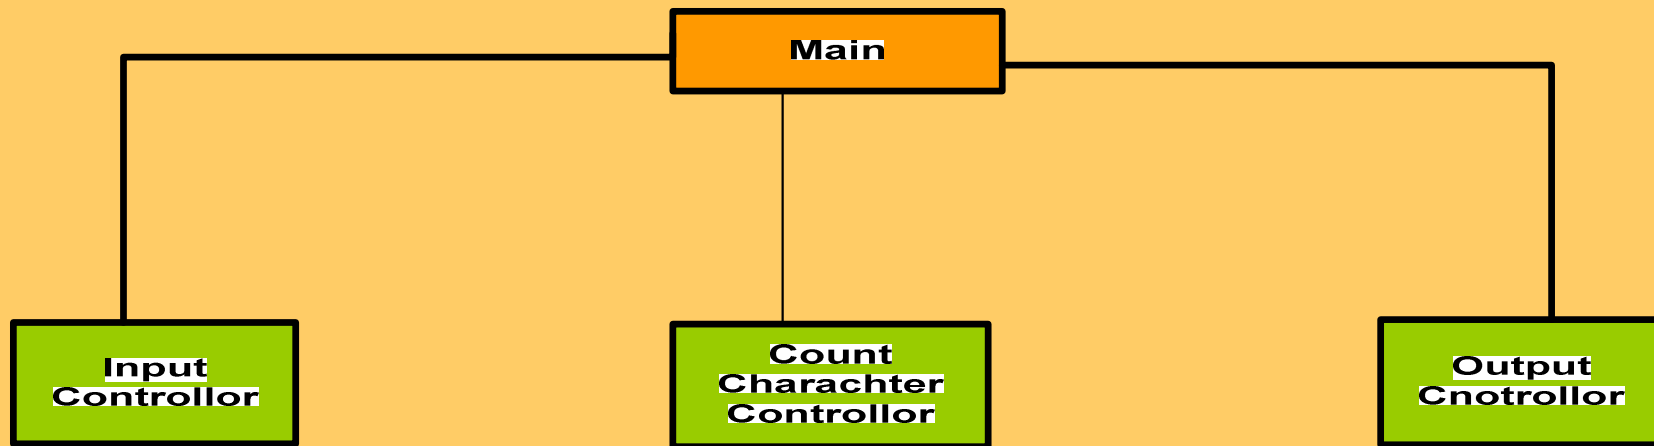 Main
Input
Controllor
Count
Charachter
Controllor
Output
Cnotrollor